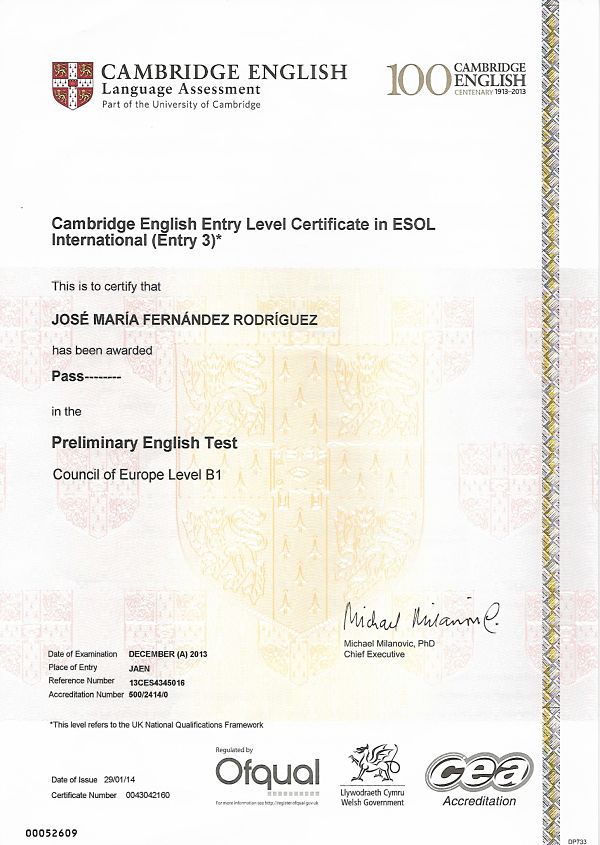 CAMBRIDGE ENGLISH
Language Assessment
Part of the University of Cambridge
100 CAMBRIDGE
ENGLISH
CENTENARY 1913–2013
Cambridge English Entry Level Certificate in ESOL
International (Entry 3)*
This is to certify that
JOSÉ MARÍA FERNÁNDEZ RODRÍGUEZ
has been awarded
Pass--------
in the
Preliminary English Test
Council of Europe Level B1
Michael Milanovic
Michael Milanovic, PhD
Chief Executive
Date of Examination DECEMBER (A) 2013
Place of Entry JAEN
Reference Number 13CES4345016
Accreditation Number 500/2414/0
*This level refers to the UK National Qualifications Framework
Regulated by
Ofqual
For more information see http://register.ofqual.gov.uk
Llywodraeth Cymru
Welsh Government
cea
Accreditation
Date of Issue 29/01/14
Certificate Number 0043042160
00052609
DP733